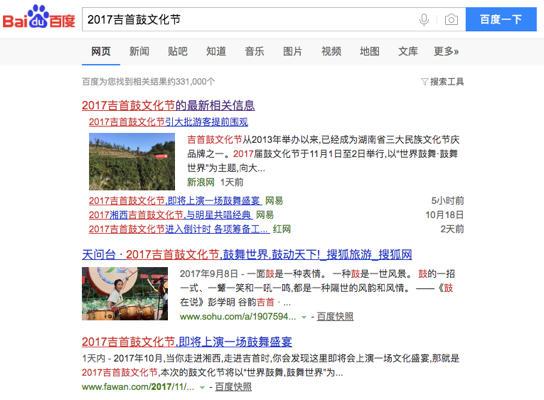 Bai du 百度
2017吉首鼓文化节
百度一下
网页 新闻 贴吧 知道 音乐 图片 视频 地图 文库 更多»
百度为您找到相关结果约331,000个
搜索工具
2017吉首鼓文化节的最新相关信息
2017吉首鼓文化节引大批游客提前围观
吉首鼓文化节从2013年举办以来,已经成为湖南省三大民族文化节庆
品牌之一。2017届鼓文化节于11月1日至2日举行,以“世界鼓舞·鼓舞
世界”为主题,向大...
新浪网 1天前
2017吉首鼓文化节,即将上演一场鼓舞盛宴 网易 5小时前
2017湘西吉首鼓文化节,与明星共唱经典 网易 10月18日
2017吉首鼓文化节进入倒计时 各项筹备工... 红网 2天前
天问台 · 2017吉首鼓文化节,鼓舞世界,鼓动天下!_搜狐旅游_搜狐网
2017年9月8日 - 一面鼓是一种表情。 一种鼓是一世风景。 鼓的一招
一式、一颦一笑和一吼一鸣,都是一种隔世的风韵和风情。 ——《鼓
在说》彭学明 谷韵吉首 · ...
www.sohu.com/a/1907594... - 百度快照
2017吉首鼓文化节,即将上演一场鼓舞盛宴
1天内 - 2017年10月,当你走进湘西,走进吉首时,你会发现这里即将会上演一场文化盛宴,那就是
2017吉首鼓文化节,本次的鼓文化节将以“世界鼓舞,鼓舞世界”为...
www.fawan.com/2017/11/... - 百度快照